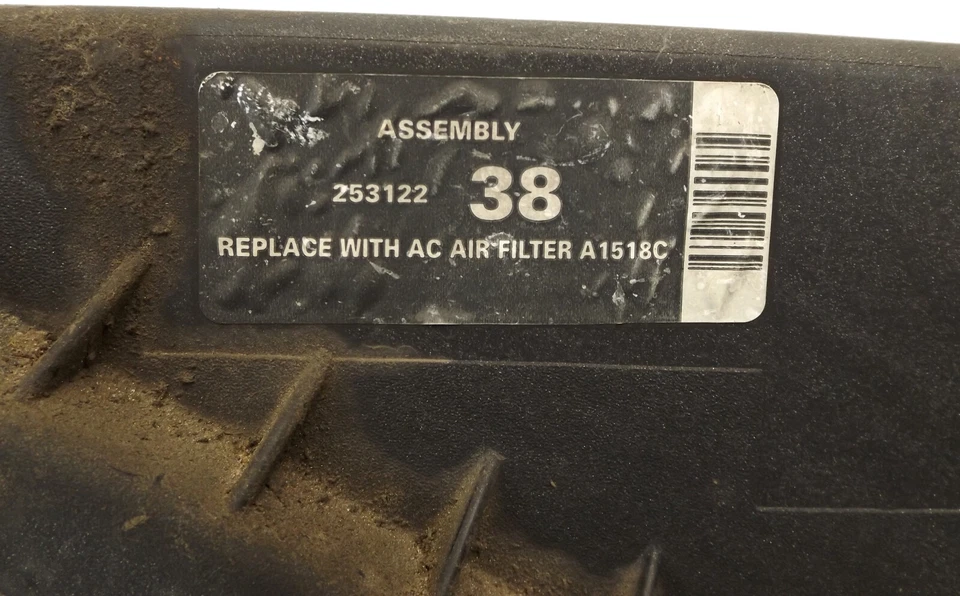 ASSEMBLY
253122 38
REPLACE WITH AC AIR FILTER A1518C